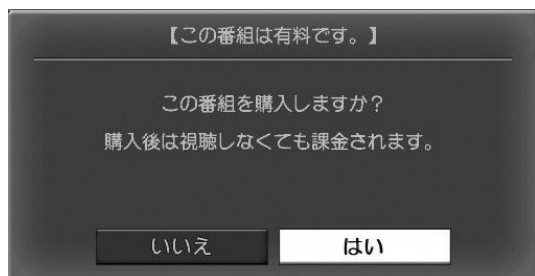 【この番組は有料です。】
この番組を購入しますか?
購入後は視聴しなくても課金されます。
いいえ はい